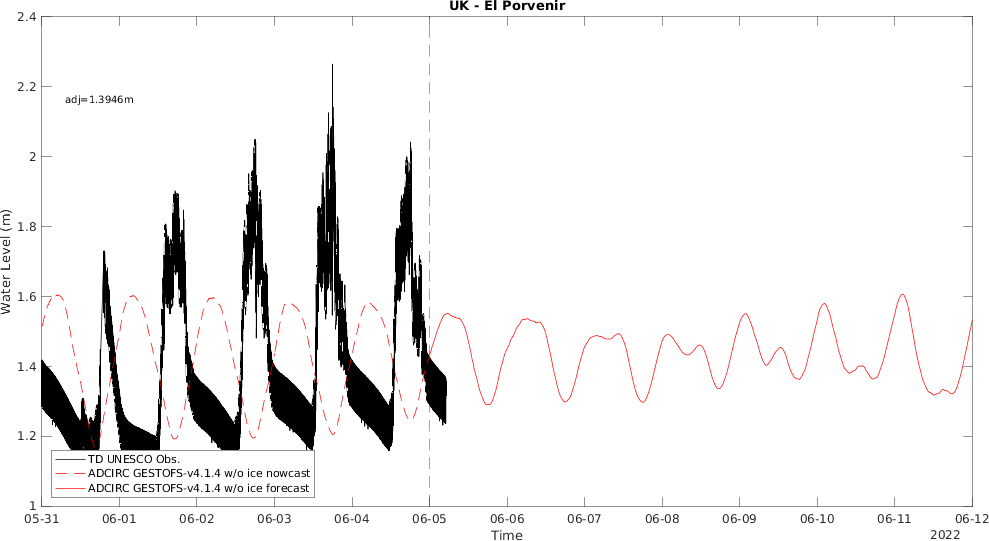 UK - El Porvenir
2.4
2.2
2
1.8
1.6
1.4
1.2
1
Water Level (m)
adj=1.3946m
TD UNESCO Obs.
ADCIRC GESTOFS-v4.1.4 w/o ice nowcast
ADCIRC GESTOFS-v4.1.4 w/o ice forecast
05-31 06-01 06-02 06-03 06-04 06-05 06-06 06-07 06-08 06-09 06-10 06-11 06-12
Time
2022